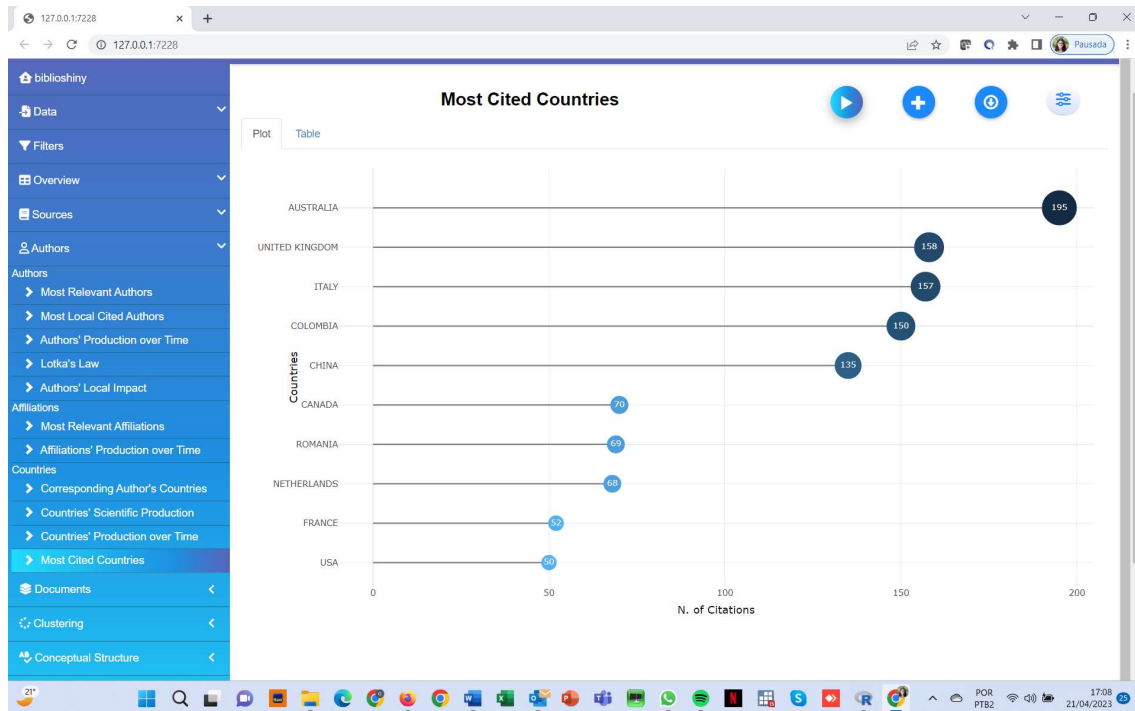 127.0.0.1:7228
127.0.0.1:7228
Pausada
biblioshiny
Data
Filters
Overview
Sources
Authors
Authors
Most Relevant Authors
Most Local Cited Authors
Authors' Production over Time
Lotka's Law
Authors' Local Impact
Affiliations
Most Relevant Affiliations
Affiliations' Production over Time
Countries
Corresponding Author's Countries
Countries' Scientific Production
Countries' Production over Time
Most Cited Countries
Documents
Clustering
Conceptual Structure
Most Cited Countries
Plot Table
AUSTRALIA 195
UNITED KINGDOM 158
ITALY 157
COLOMBIA 150
CHINA 135
CANADA 70
ROMANIA 69
NETHERLANDS 68
FRANCE 52
USA 50
Countries
0 50 100 150 200
N. of Citations
21°
POR
PTB2
17:08
21/04/2023
25